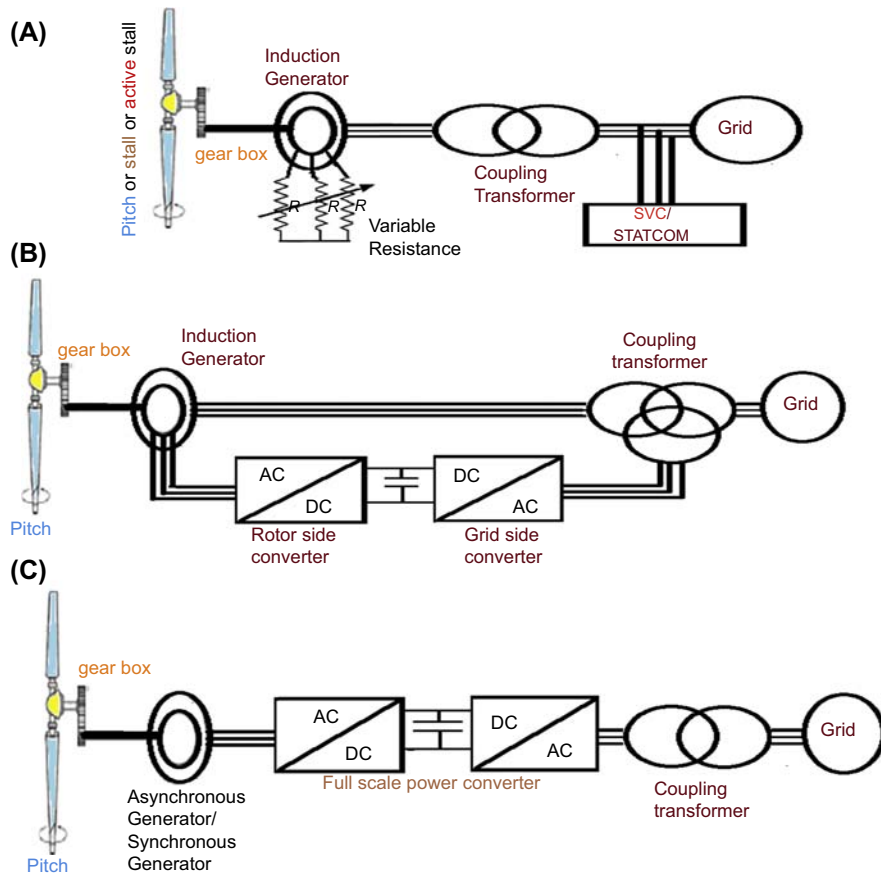 (A)
Pitch or stall or active stall
Induction
Generator
gear box
R R R
Variable
Resistance
Coupling
Transformer
Grid
SVC/
STATCOM
(B)
gear box
Pitch
Induction
Generator
AC
DC
Rotor side
converter
DC
AC
Grid side
converter
Coupling
transformer
Grid
(C)
gear box
Pitch
Asynchronous
Generator/
Synchronous
Generator
AC
DC
DC
AC
Full scale power converter
Coupling
transformer
Grid